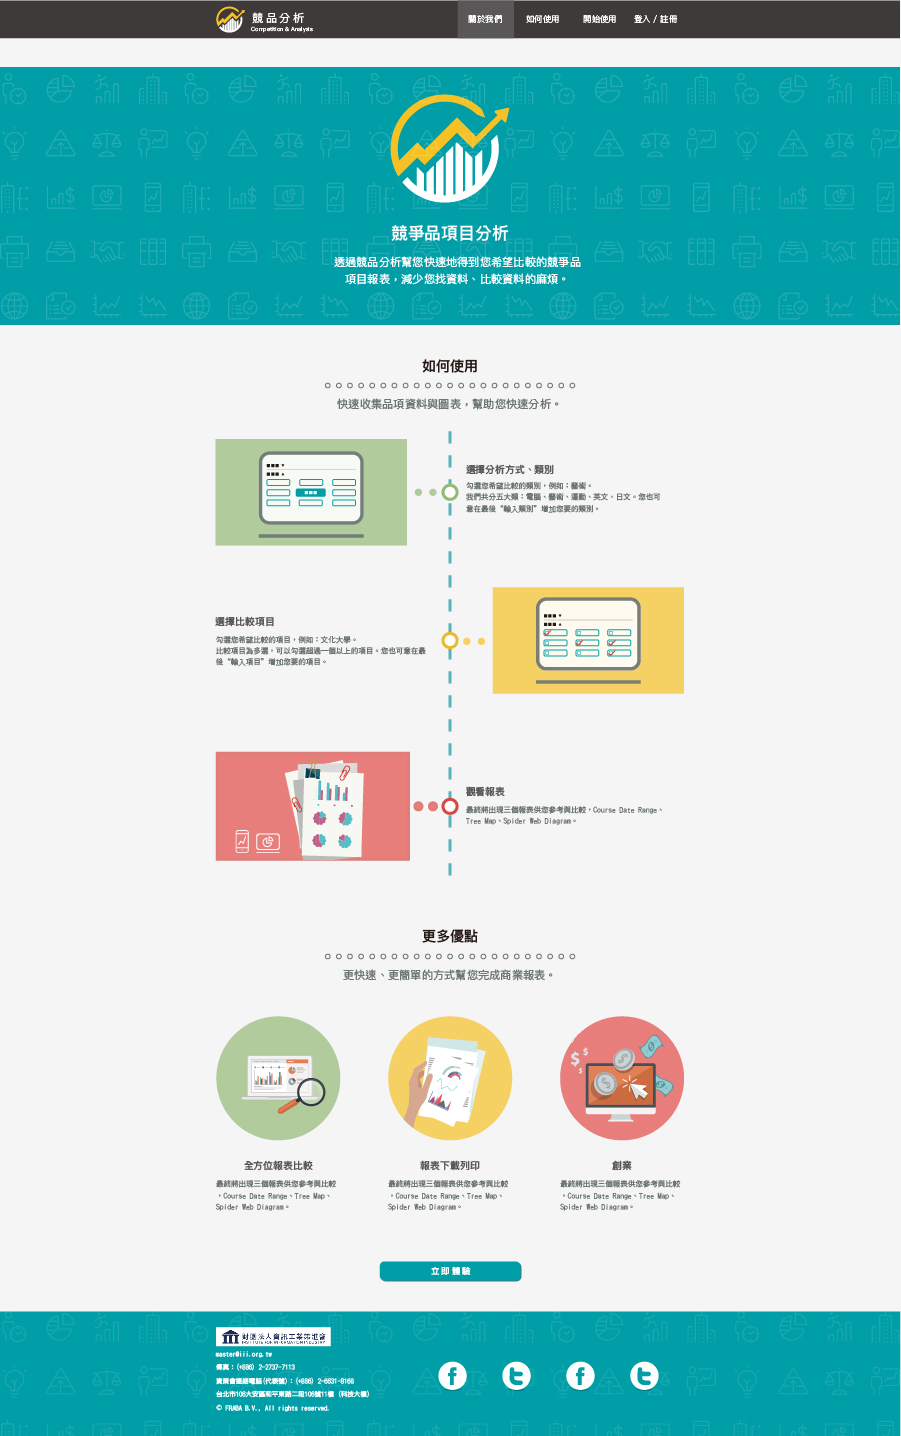 競品分析
Competition & Analysis
關於我們
如何使用
開始使用
登入 / 註冊
競爭品項目分析
透過競品分析幫您快速地得到您希望比較的競爭品
項目報表，減少您找資料、比較資料的麻煩。
如何使用
快速收集品項資料與圖表，幫助您快速分析。
選擇分析方式、類別
勾選您希望比較的類別，例如：藝術。
我們共分五大類：電腦、藝術、運動、英文、日文。您也可
意在最後“輸入類別”增加您要的類別。
選擇比較項目
勾選您希望比較的項目，例如：文化大學。
比較項目為多選，可以勾選超過一個以上的項目。您也可意在最
後“輸入項目”增加您要的項目。
觀看報表
最終將出現三個報表供您參考與比較，Course Date Range、
Tree Map、Spider Web Diagram。
更多優點
更快速、更簡單的方式幫您完成商業報表。
全方位報表比較
最終將出現三個報表供您參考與比較
，Course Date Range、Tree Map、
Spider Web Diagram。
報表下載列印
最終將出現三個報表供您參考與比較
，Course Date Range、Tree Map、
Spider Web Diagram。
創業
最終將出現三個報表供您參考與比較
，Course Date Range、Tree Map、
Spider Web Diagram。
立即體驗
財團法人資訊工業策進會
INSTITUTE FOR INFORMATION INDUSTRY
master@iii.org.tw
傳真：(+886) 2-2737-7113
資策會連絡電話(代表號)：(+886) 2-6631-8168
台北市106大安區和平東路二段106號11樓 (科技大樓)
© FRABA B.V., All rights reserved.